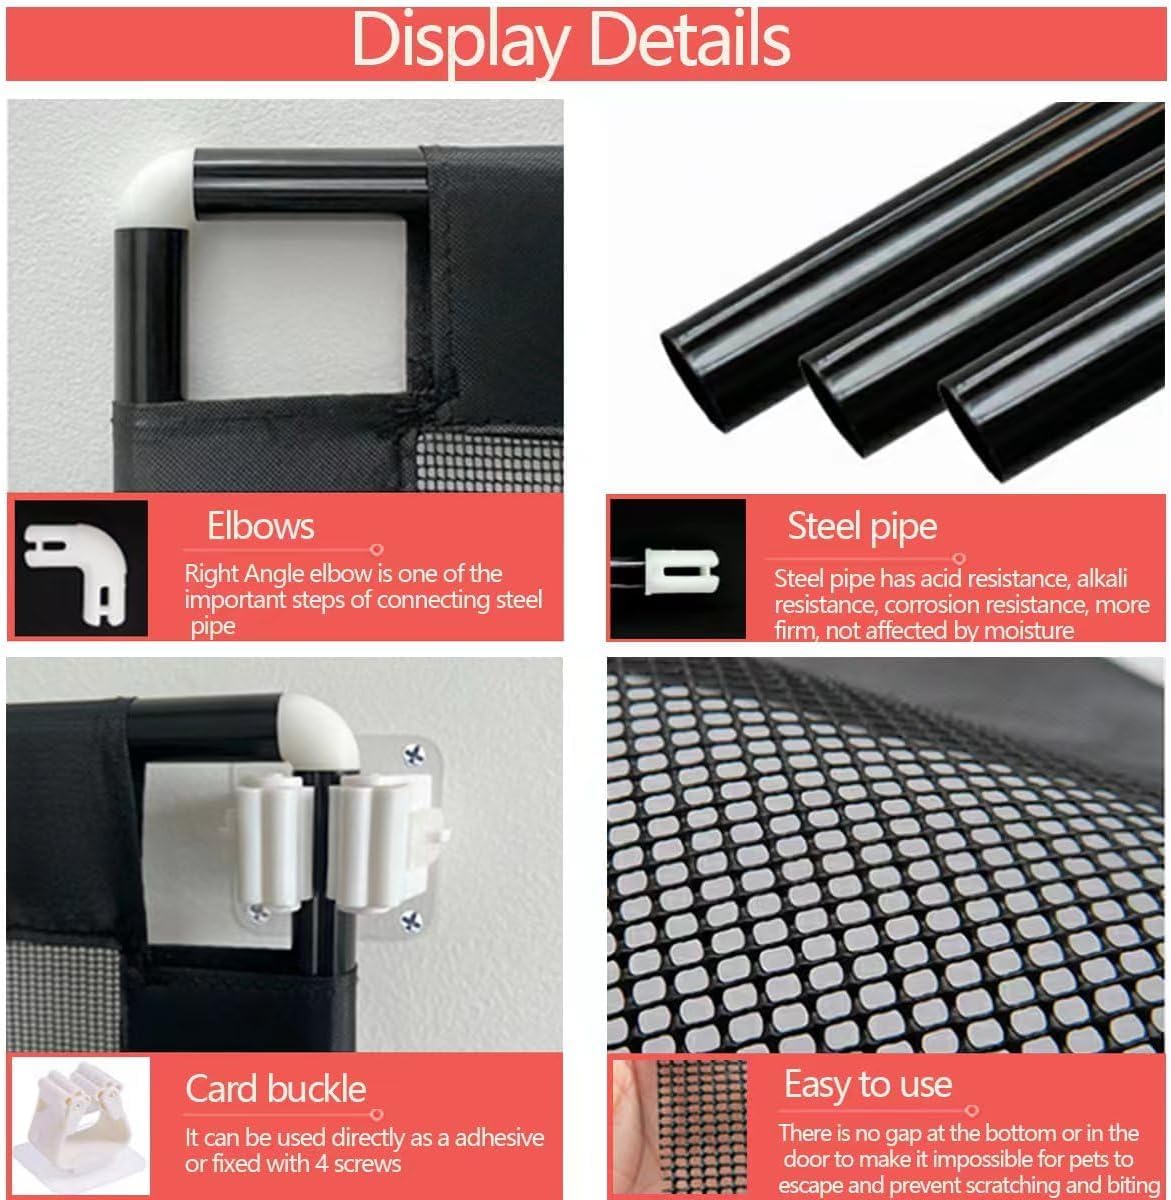 Display Details
Elbows
Right Angle elbow is one of the
important steps of connecting steel
pipe
Steel pipe
Steel pipe has acid resistance, alkali
resistance, corrosion resistance, more
firm, not affected by moisture
Card buckle
It can be used directly as a adhesive
or fixed with 4 screws
Easy to use
There is no gap at the bottom or in the
door to make it impossible for pets to
escape and prevent scratching and biting